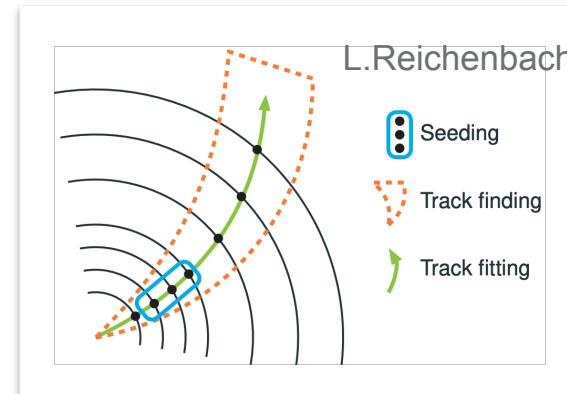 L.Reichenbach
Seeding
Track finding
Track fitting